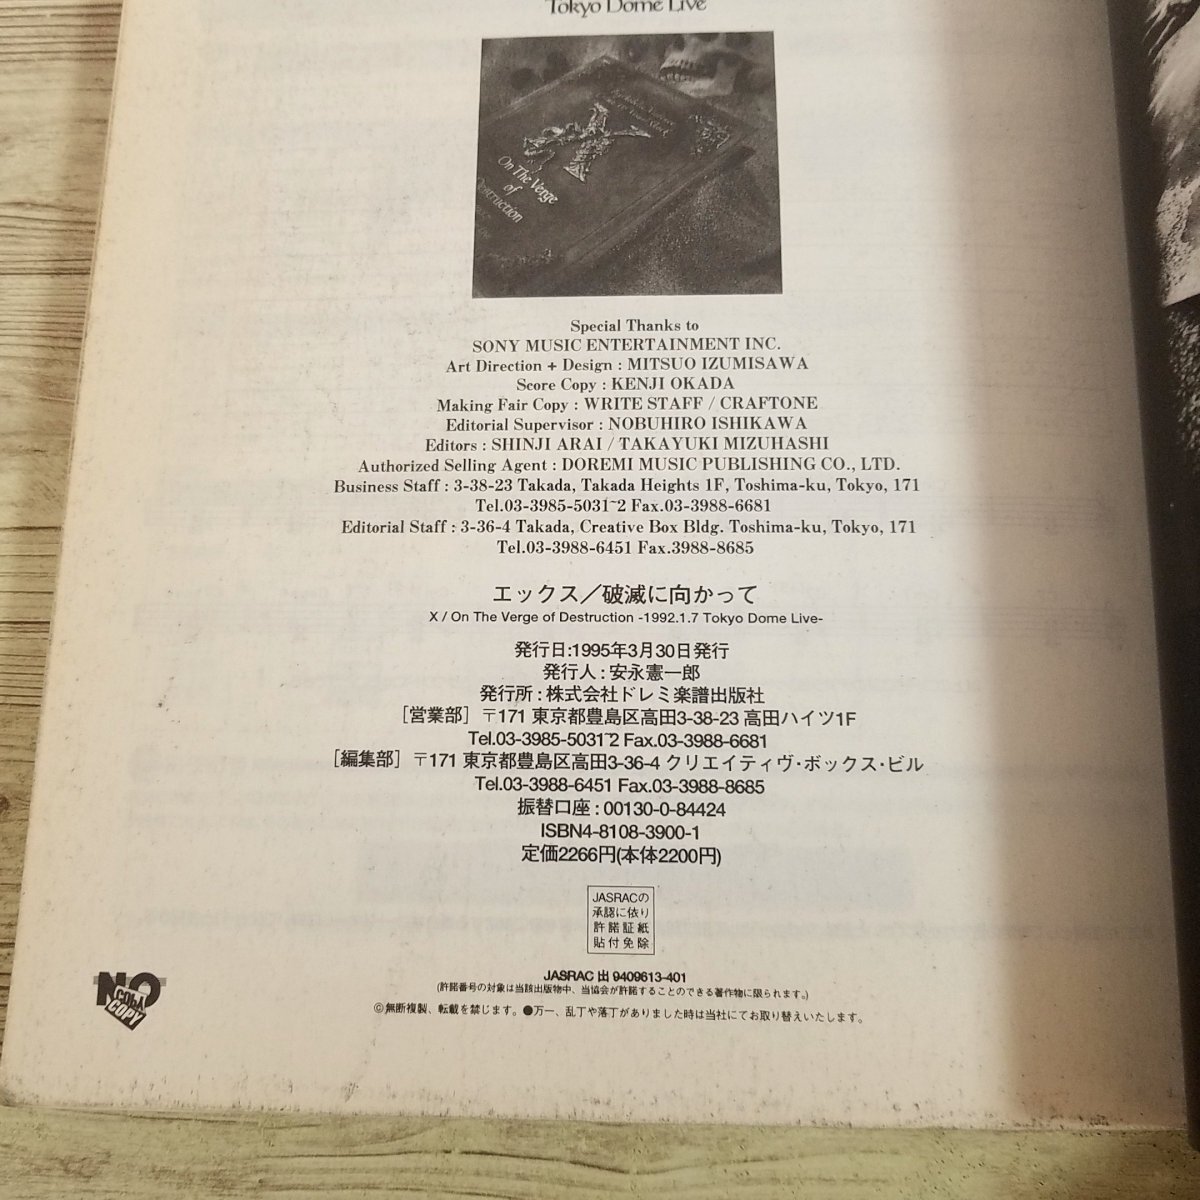 Tokyo Dome Live
On The Verge
of
Destruction
Special Thanks to
SONY MUSIC ENTERTAINMENT INC.
Art Direction + Design : MITSUO IZUMISAWA
Score Copy : KENJI OKADA
Making Fair Copy : WRITE STAFF / CRAFTONE
Editorial Supervisor : NOBUHIRO ISHIKAWA
Editors : SHINJI ARAI / TAKAYUKI MIZUHASHI
Authorized Selling Agent : DOREMI MUSIC PUBLISHING CO., LTD.
Business Staff : 3-38-23 Takada, Takada Heights 1F, Toshima-ku, Tokyo, 171
Tel.03-3985-5031~2 Fax.03-3988-6681
Editorial Staff : 3-36-4 Takada, Creative Box Bldg. Toshima-ku, Tokyo, 171
Tel.03-3988-6451 Fax.3988-8685
エックス／破滅に向かって
X / On The Verge of Destruction -1992.1.7 Tokyo Dome Live-
発行日:1995年3月30日発行
発行人：安永憲一郎
発行所：株式会社ドレミ楽譜出版社
［営業部］〒171 東京都豊島区高田3-38-23 高田ハイツ1F
Tel.03-3985-5031~2 Fax.03-3988-6681
［編集部］〒171 東京都豊島区高田3-36-4 クリエイティヴ・ボックス・ビル
Tel.03-3988-6451 Fax.03-3988-8685
振替口座：00130-0-84424
ISBN4-8108-3900-1
定価2266円(本体2200円)
JASRACの
承認に依り
許諾証紙
貼付免除
JASRAC 出 9409613-401
(許諾番号の対象は当該出版物中、当協会が許諾することのできる著作物に限られます。)
©無断複製、転載を禁じます。●万一、乱丁や落丁がありました時は当社にてお取り替えいたします。
NO
COPY